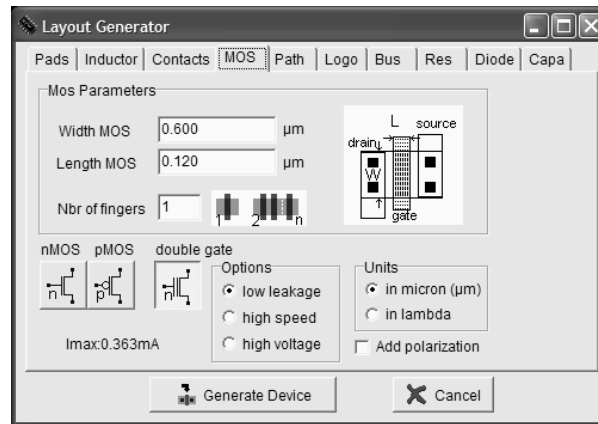 Layout Generator
Pads Inductor Contacts MOS Path Logo Bus Res Diode Capa
Mos Parameters
Width MOS 0.600 µm
Length MOS 0.120 µm
Nbr of fingers 1
1 2 n
L source
drain
W
gate
nMOS pMOS double gate
n p n
Imax:0.363mA
Options
low leakage
high speed
high voltage
Units
in micron (µm)
in lambda
Add polarization
Generate Device Cancel